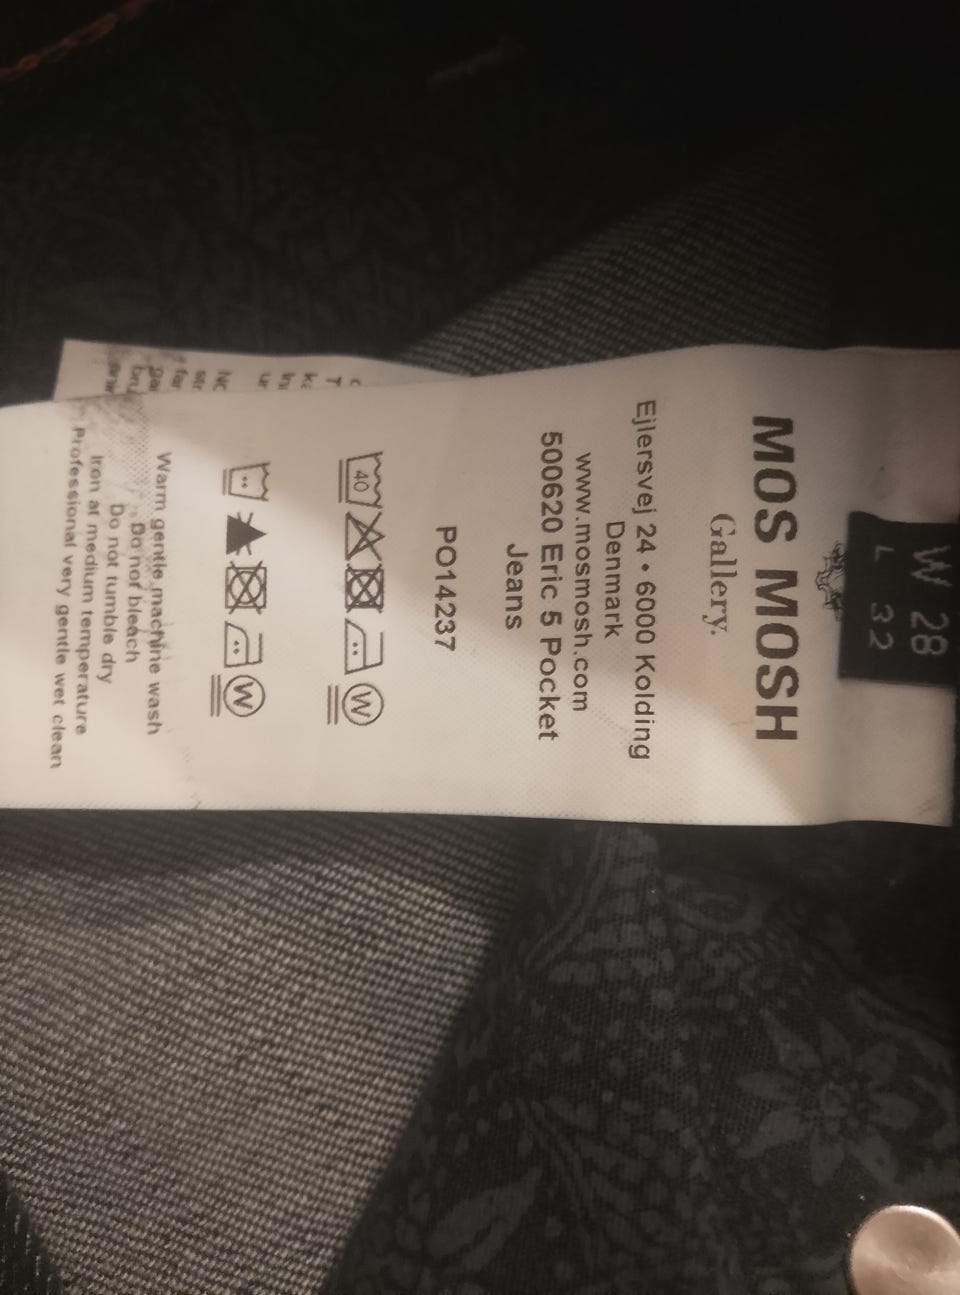 W 28
L 32
MOS MOSH
Gallery.
Ejlersvej 24 • 6000 Kolding
Denmark
www.mosmosh.com
500620 Eric 5 Pocket
Jeans
PO14237
40
W
W
Warm gentle machine wash
Do not bleach
Do not tumble dry
Iron at medium temperature
Professional very gentle wet clean